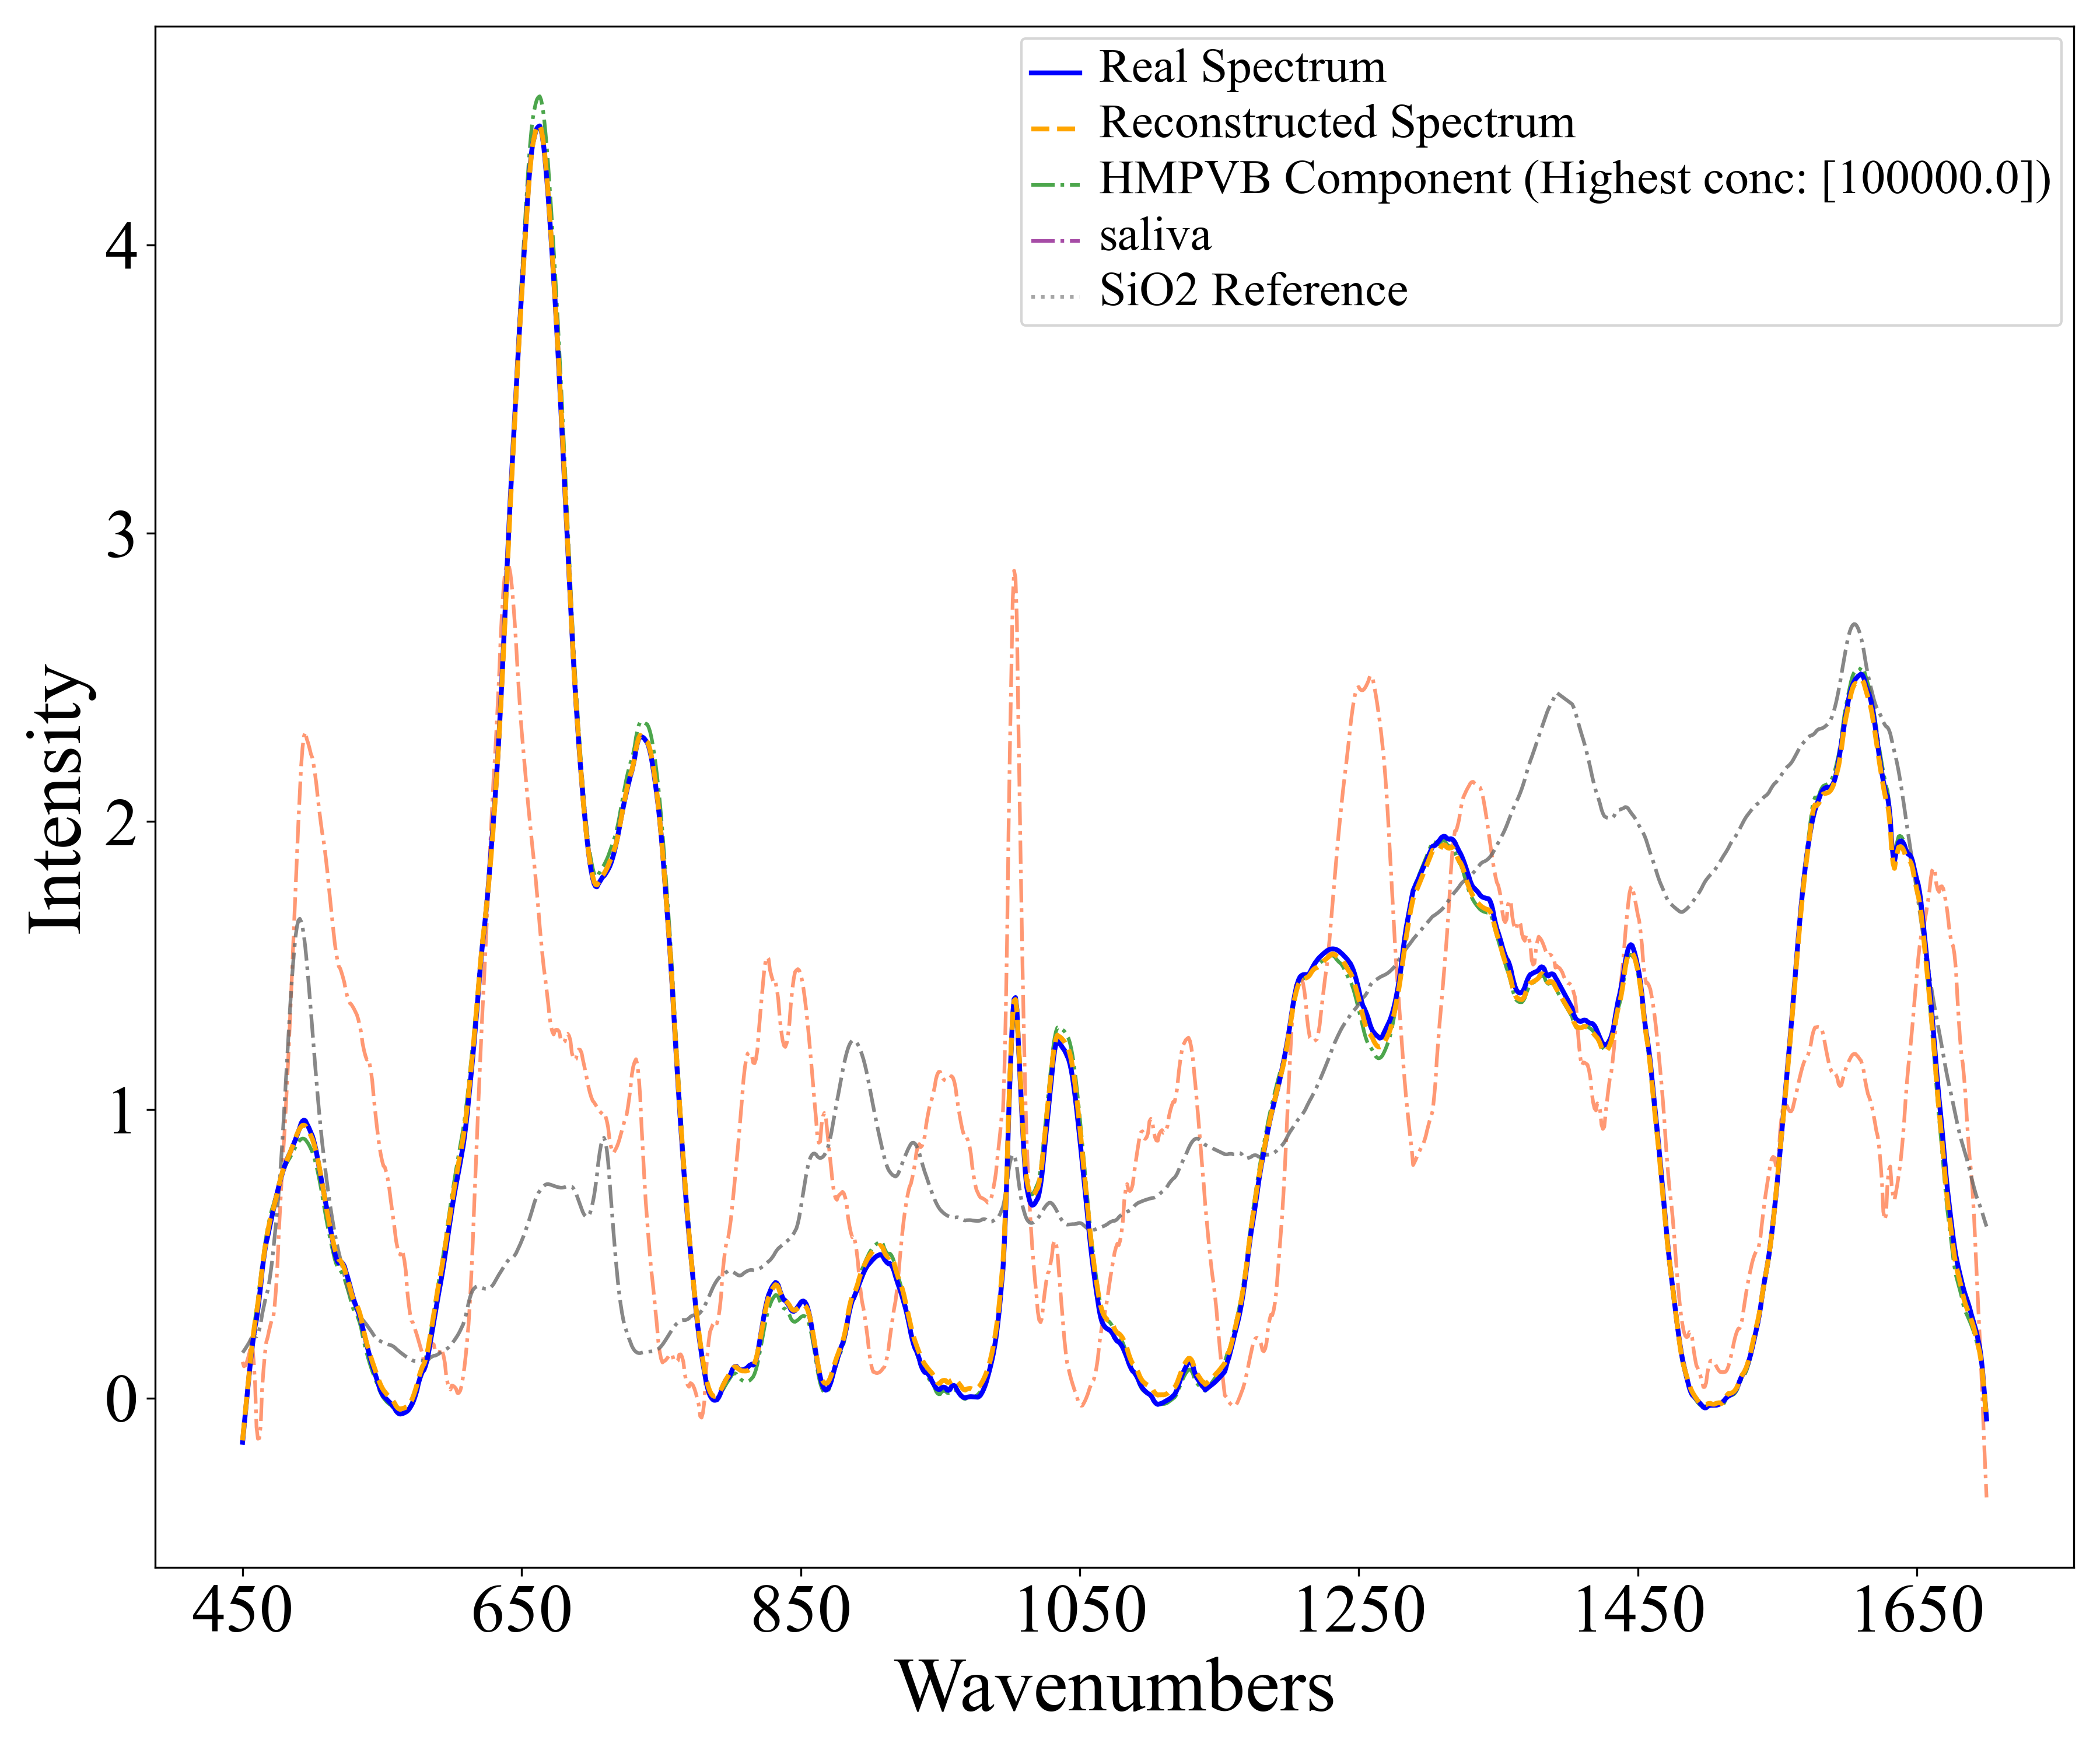 Real Spectrum
Reconstructed Spectrum
HMPVB Component (Highest conc: [100000.0])
saliva
SiO2 Reference
Intensity
4
3
2
1
0
450 650 850 1050 1250 1450 1650
Wavenumbers